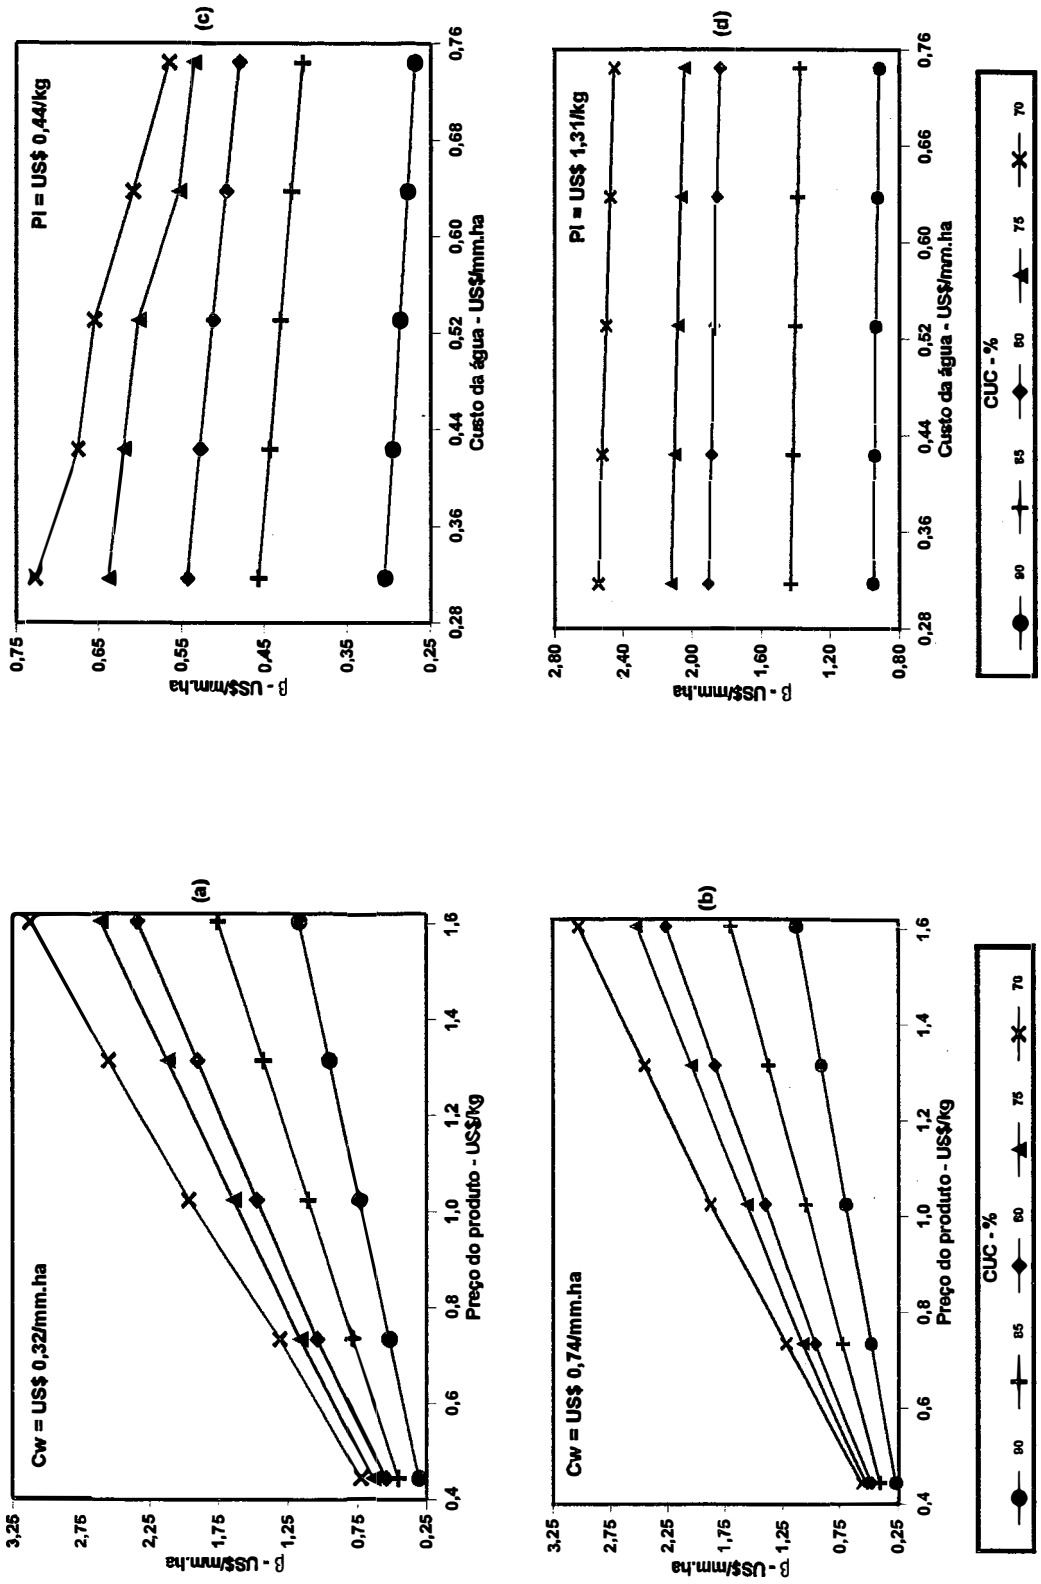 Cw = US$ 0,32/mm.ha
3,25
2,75
2,25
1,75
1,25
0,75
0,25
β - US$/mm.ha
0,4
0,6
0,8
1,0
1,2
1,4
1,6
Preço do produto - US$/kg
(a)
PI = US$ 0,44/kg
0,75
0,65
0,55
0,45
0,35
0,25
β - US$/mm.ha
0,28
0,36
0,44
0,52
0,60
0,68
0,76
Custo da água - US$/mm.ha
(c)
Cw = US$ 0,74/mm.ha
3,25
2,75
2,25
1,75
1,25
0,75
0,25
β - US$/mm.ha
0,4
0,6
0,8
1,0
1,2
1,4
1,6
Preço do produto - US$/kg
(b)
PI = US$ 1,31/kg
2,80
2,40
2,00
1,60
1,20
0,80
β - US$/mm.ha
0,28
0,36
0,44
0,52
0,60
0,66
0,76
Custo da água - US$/mm.ha
(d)
CUC - %
90 85 80 75 70
CUC - %
90 85 80 75 70